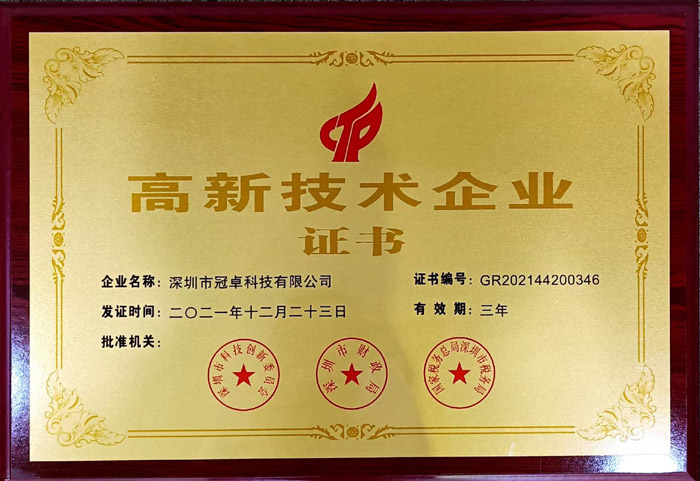 CTP
高新技术企业
证书
企业名称：深圳市冠卓科技有限公司 证书编号：GR202144200346
发证时间：二〇二一年十二月二十三日 有 效 期：三年
批准机关：
深圳市科技创新委员会 深圳市财政局 国家税务总局深圳市税务局